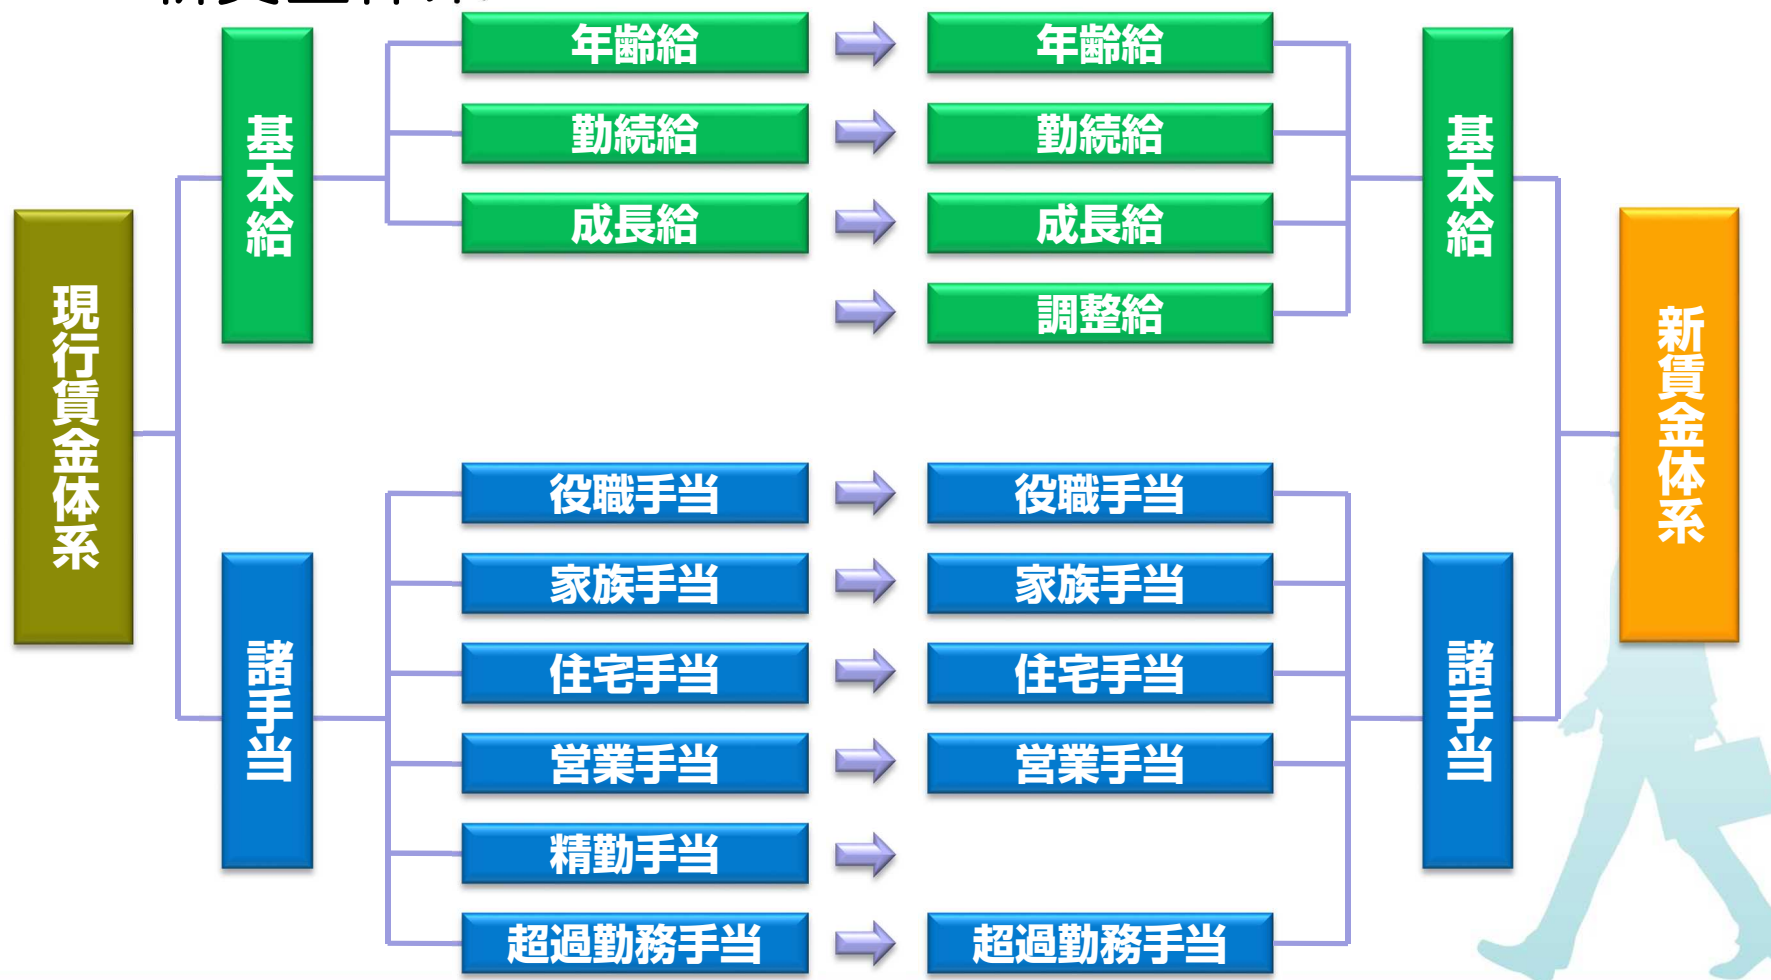 現行賃金体系
基本給
年齢給
年齢給
勤続給
勤続給
成長給
成長給
調整給
基本給
新賃金体系
諸手当
役職手当
役職手当
家族手当
家族手当
住宅手当
住宅手当
営業手当
営業手当
精勤手当
超過勤務手当
超過勤務手当
諸手当